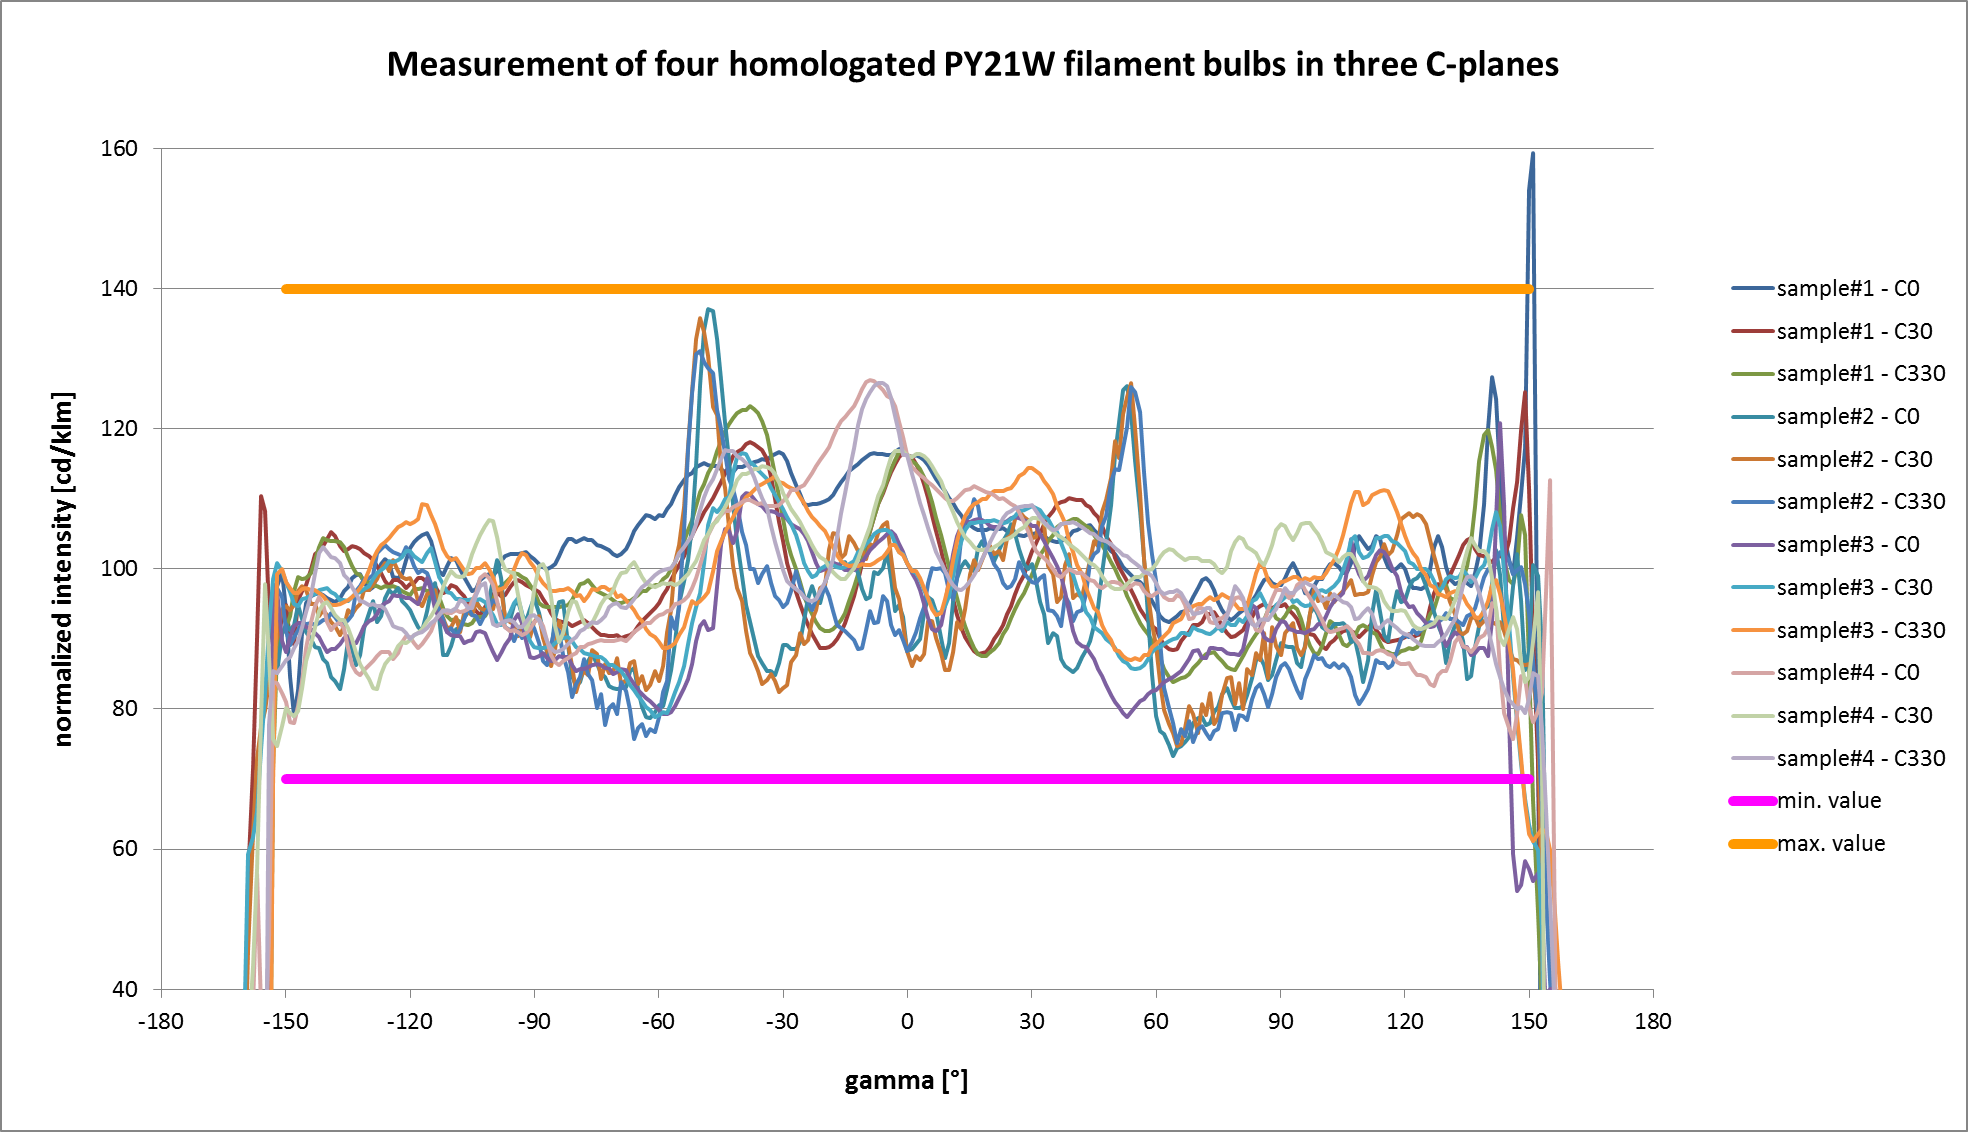 Measurement of four homologated PY21W filament bulbs in three C-planes
normalized intensity [cd/klm]
160
140
120
100
80
60
40
-180 -150 -120 -90 -60 -30 0 30 60 90 120 150 180
gamma [°]
sample#1 - C0
sample#1 - C30
sample#1 - C330
sample#2 - C0
sample#2 - C30
sample#2 - C330
sample#3 - C0
sample#3 - C30
sample#3 - C330
sample#4 - C0
sample#4 - C30
sample#4 - C330
min. value
max. value